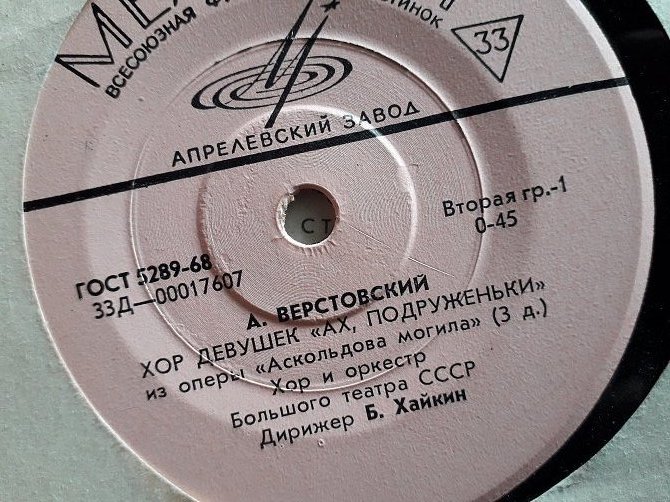 ВСЕСОЮЗНАЯ
33
АПРЕЛЕВСКИЙ ЗАВОД
СТ
Вторая гр.-1
0-45
ГОСТ 5289-68
33Д—00017607
А. ВЕРСТОВСКИЙ
ХОР ДЕВУШЕК «АХ, ПОДРУЖЕНЬКИ»
из оперы «Аскольдова могила» (3 д.)
Хор и оркестр
Большого театра СССР
Дирижер Б. Хайкин